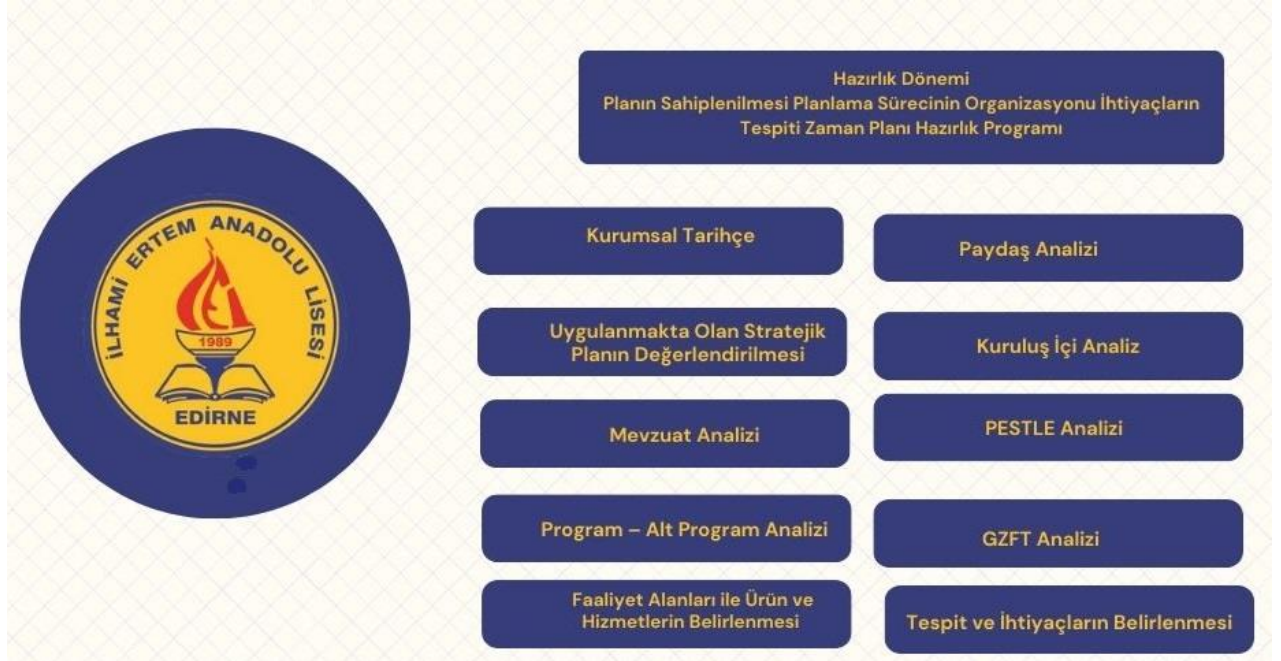 Hazırlık Dönemi
Planın Sahiplenilmesi Planlama Sürecinin Organizasyonu İhtiyaçların
Tespiti Zaman Planı Hazırlık Programı
İLHAMİ ERTEM ANADOLU LİSESİ
1989
EDİRNE
Kurumsal Tarihçe
Paydaş Analizi
Uygulanmakta Olan Stratejik
Planın Değerlendirilmesi
Kuruluş İçi Analiz
Mevzuat Analizi
PESTLE Analizi
Program – Alt Program Analizi
GZFT Analizi
Faaliyet Alanları ile Ürün ve
Hizmetlerin Belirlenmesi
Tespit ve İhtiyaçların Belirlenmesi